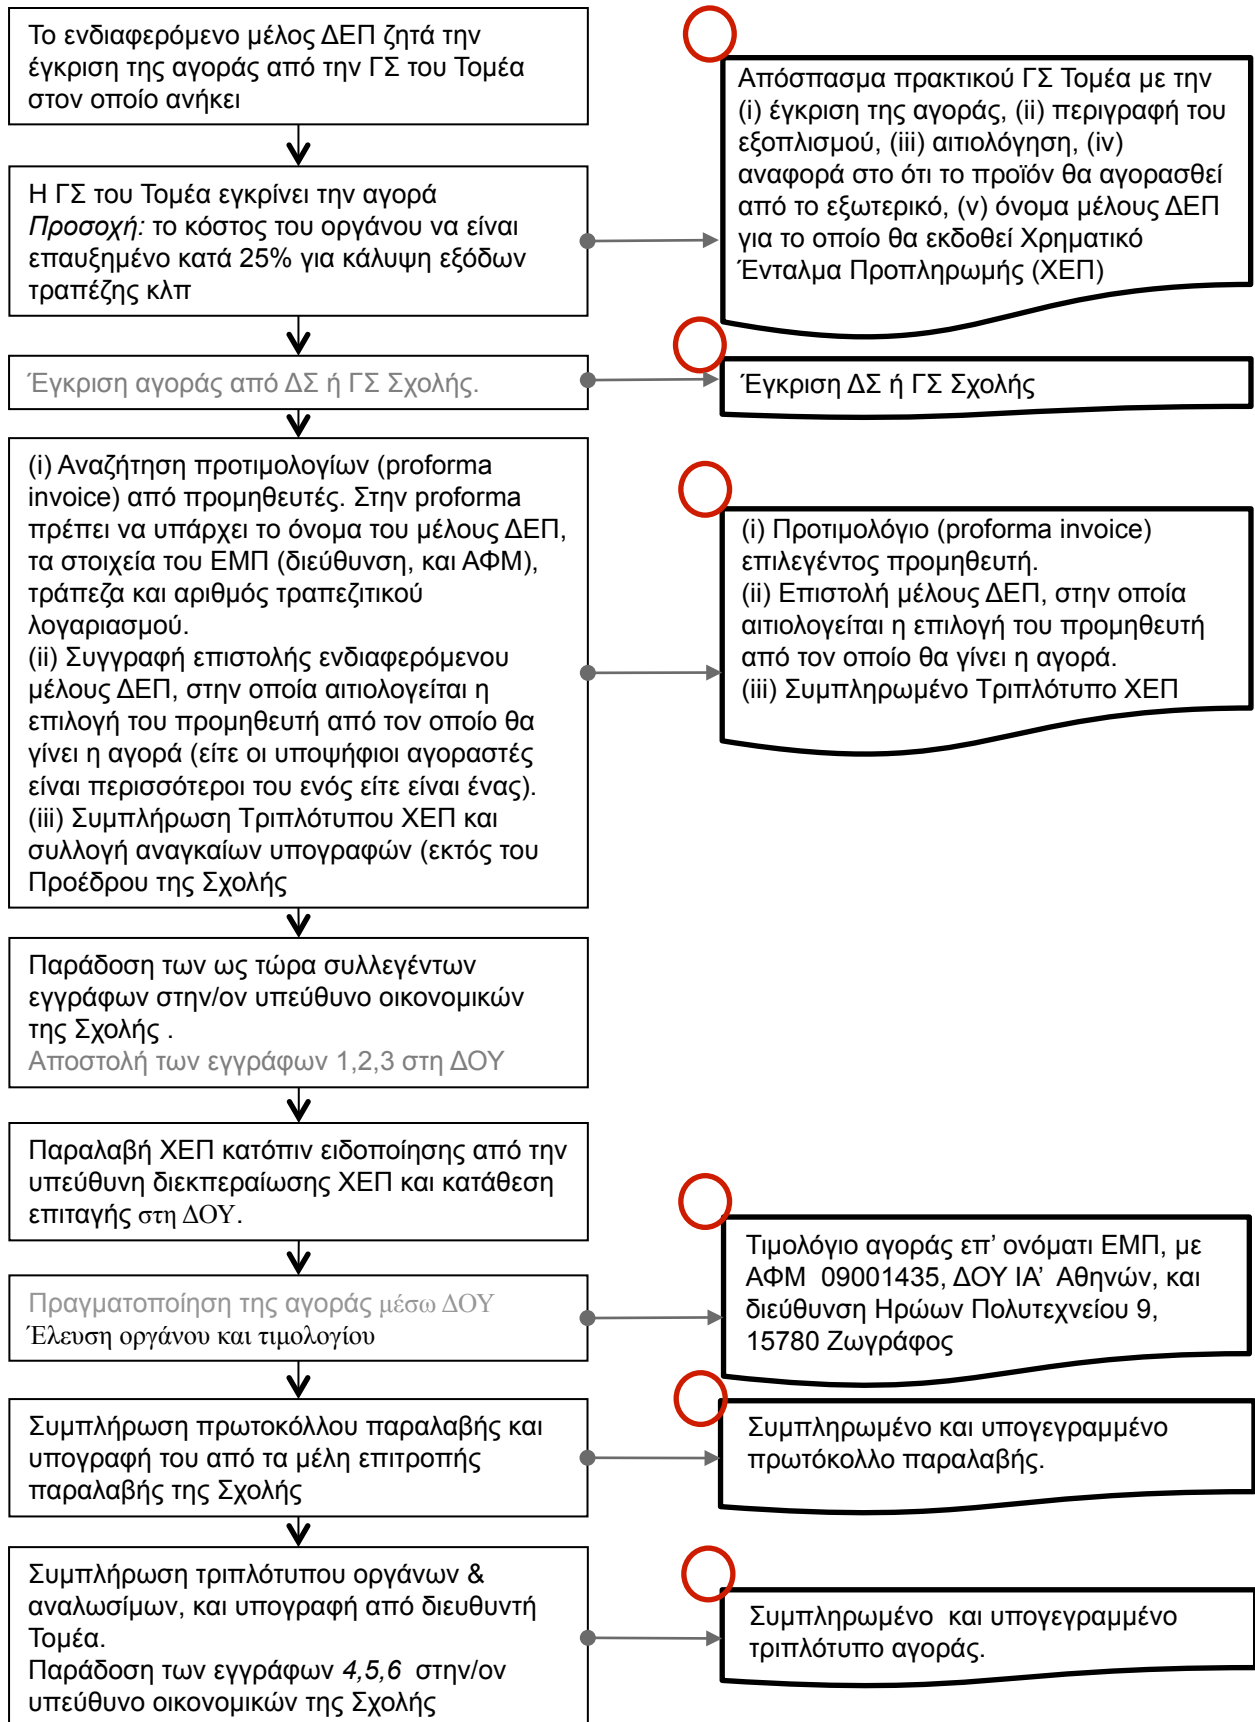 Το ενδιαφερόμενο μέλος ΔΕΠ ζητά την
έγκριση της αγοράς από την ΓΣ του Τομέα
στον οποίο ανήκει
Απόσπασμα πρακτικού ΓΣ Τομέα με την
(i) έγκριση της αγοράς, (ii) περιγραφή του
εξοπλισμού, (iii) αιτιολόγηση, (iv)
αναφορά στο ότι το προϊόν θα αγορασθεί
από το εξωτερικό, (v) όνομα μέλους ΔΕΠ
για το οποίο θα εκδοθεί Χρηματικό
Ένταλμα Προπληρωμής (ΧΕΠ)
Η ΓΣ του Τομέα εγκρίνει την αγορά
Προσοχή: το κόστος του οργάνου να είναι
επαυξημένο κατά 25% για κάλυψη εξόδων
τραπέζης κλπ
Έγκριση αγοράς από ΔΣ ή ΓΣ Σχολής.
Έγκριση ΔΣ ή ΓΣ Σχολής
(i) Αναζήτηση προτιμολογίων (proforma
invoice) από προμηθευτές. Στην proforma
πρέπει να υπάρχει το όνομα του μέλους ΔΕΠ,
τα στοιχεία του ΕΜΠ (διεύθυνση, και ΑΦΜ),
τράπεζα και αριθμός τραπεζιτικού
λογαριασμού.
(ii) Συγγραφή επιστολής ενδιαφερόμενου
μέλους ΔΕΠ, στην οποία αιτιολογείται η
επιλογή του προμηθευτή από τον οποίο θα
γίνει η αγορά (είτε οι υποψήφιοι αγοραστές
είναι περισσότεροι του ενός είτε είναι ένας).
(iii) Συμπλήρωση Τριπλότυπου ΧΕΠ και
συλλογή αναγκαίων υπογραφών (εκτός του
Προέδρου της Σχολής
(i) Προτιμολόγιο (proforma invoice)
επιλεγέντος προμηθευτή.
(ii) Επιστολή μέλους ΔΕΠ, στην οποία
αιτιολογείται η επιλογή του προμηθευτή
από τον οποίο θα γίνει η αγορά.
(iii) Συμπληρωμένο Τριπλότυπο ΧΕΠ
Παράδοση των ως τώρα συλλεγέντων
εγγράφων στην/ον υπεύθυνο οικονομικών
της Σχολής .
Αποστολή των εγγράφων 1,2,3 στη ΔΟΥ
Παραλαβή ΧΕΠ κατόπιν ειδοποίησης από την
υπεύθυνη διεκπεραίωσης ΧΕΠ και κατάθεση
επιταγής στη ΔΟΥ.
Πραγματοποίηση της αγοράς μέσω ΔΟΥ
Έλευση οργάνου και τιμολογίου
Τιμολόγιο αγοράς επ’ ονόματι ΕΜΠ, με
ΑΦΜ  09001435, ΔΟΥ ΙΑ’ Αθηνών, και
διεύθυνση Ηρώων Πολυτεχνείου 9,
15780 Ζωγράφος
Συμπλήρωση πρωτοκόλλου παραλαβής και
υπογραφή του από τα μέλη επιτροπής
παραλαβής της Σχολής
Συμπληρωμένο και υπογεγραμμένο
πρωτόκολλο παραλαβής.
Συμπλήρωση τριπλότυπου οργάνων &
αναλωσίμων, και υπογραφή από διευθυντή
Τομέα.
Παράδοση των εγγράφων 4,5,6  στην/ον
υπεύθυνο οικονομικών της Σχολής
Συμπληρωμένο  και υπογεγραμμένο
τριπλότυπο αγοράς.